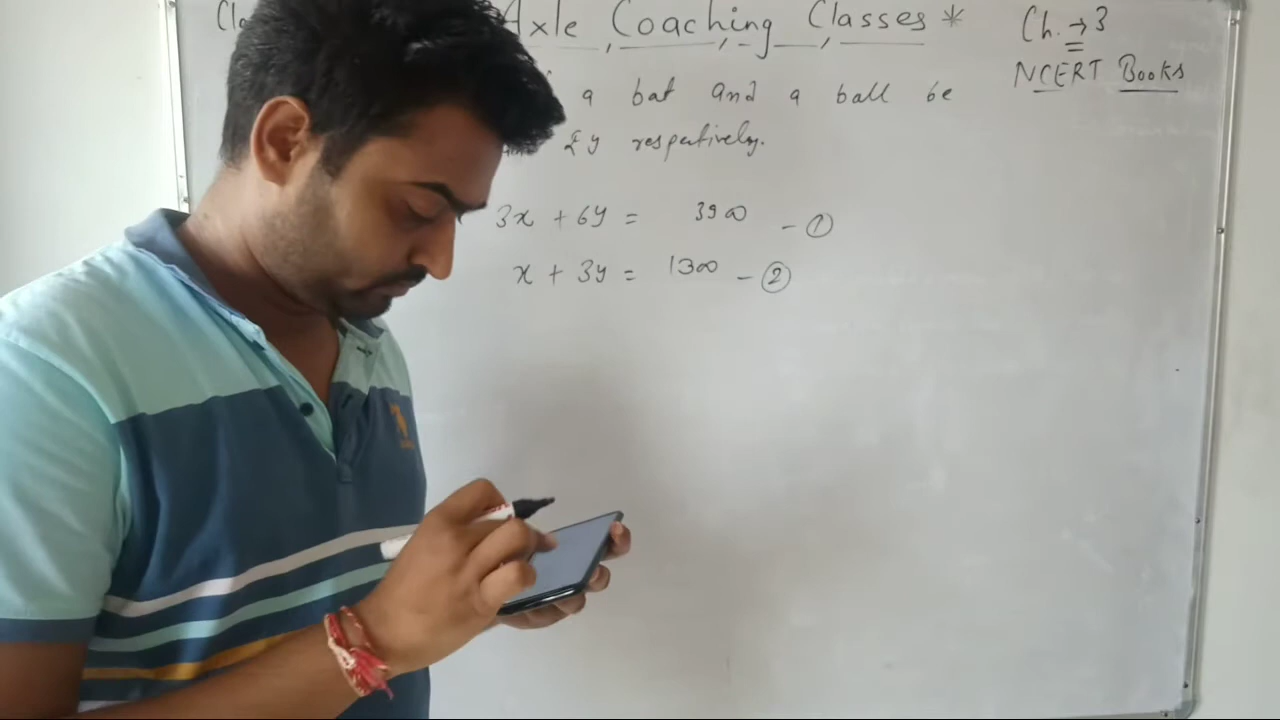 Axle Coaching Classes *
Ch. → 3
NCERT Books
a bat and a ball be
₹ y respectively.
3x + 6y = 3900 - ①
x + 3y = 1300 - ②